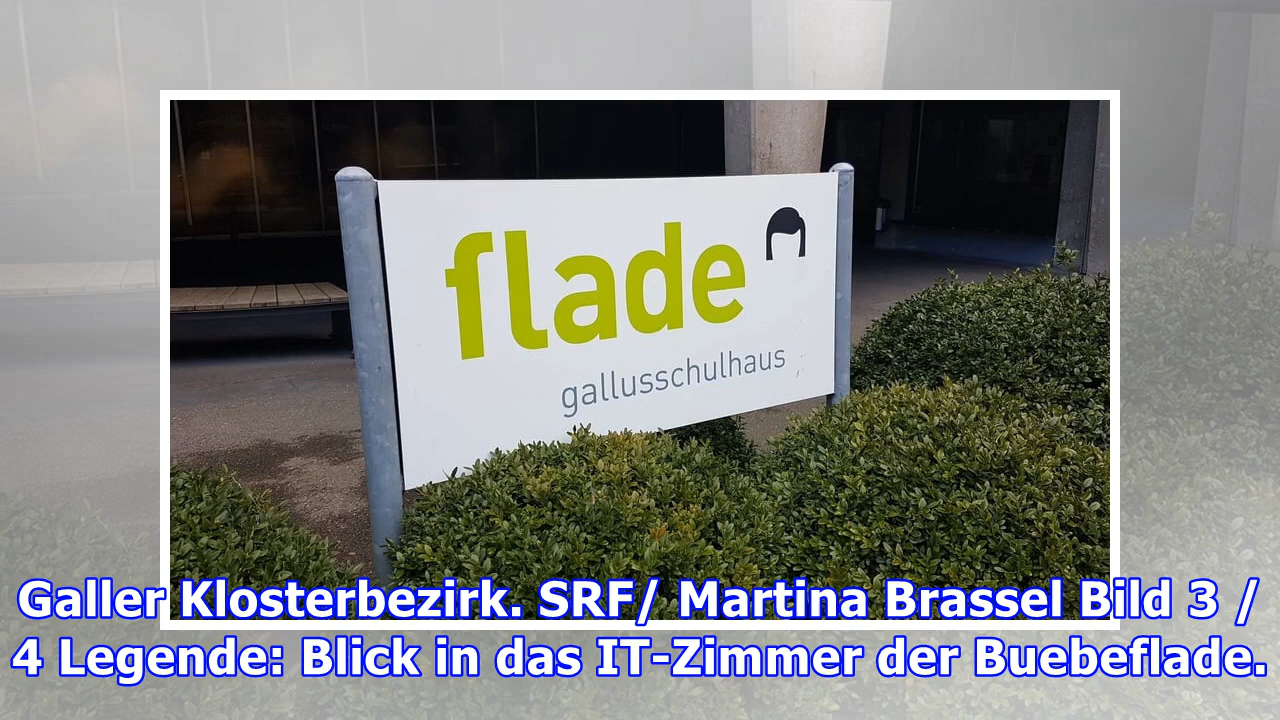 flade
gallusschulhaus
Galler Klosterbezirk. SRF/ Martina Brassel Bild 3 /
4 Legende: Blick in das IT-Zimmer der Buebeflade.